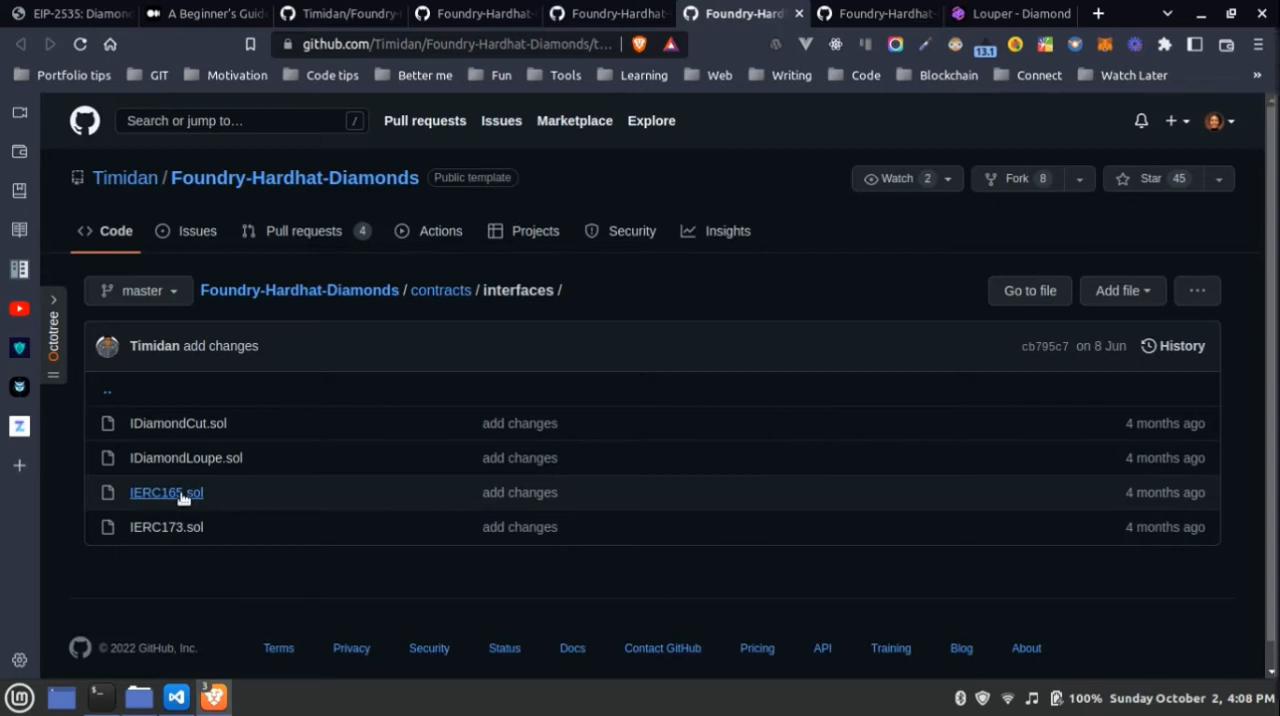 EIP-2535: Diamon
A Beginner's Guid
Timidan/Foundry-
Foundry-Hardhat-
Foundry-Hardhat-
Foundry-Hard
Foundry-Hardhat-
Louper - Diamond
github.com/Timidan/Foundry-Hardhat-Diamonds/t...
13.1
Portfolio tips
GIT
Motivation
Code tips
Better me
Fun
Tools
Learning
Web
Writing
Code
Blockchain
Connect
Watch Later
»
Search or jump to...
/
Pull requests
Issues
Marketplace
Explore
Timidan / Foundry-Hardhat-Diamonds
Public template
Watch 2
Fork 8
Star 45
Code
Issues
Pull requests 4
Actions
Projects
Security
Insights
Octotree
master
Foundry-Hardhat-Diamonds / contracts / interfaces /
Go to file
Add file
...
Timidan add changes
cb795c7 on 8 Jun
History
..
IDiamondCut.sol add changes 4 months ago
IDiamondLoupe.sol add changes 4 months ago
IERC165.sol add changes 4 months ago
IERC173.sol add changes 4 months ago
© 2022 GitHub, Inc.
Terms
Privacy
Security
Status
Docs
Contact GitHub
Pricing
API
Training
Blog
About
3
100% Sunday October 2, 4:08 PM